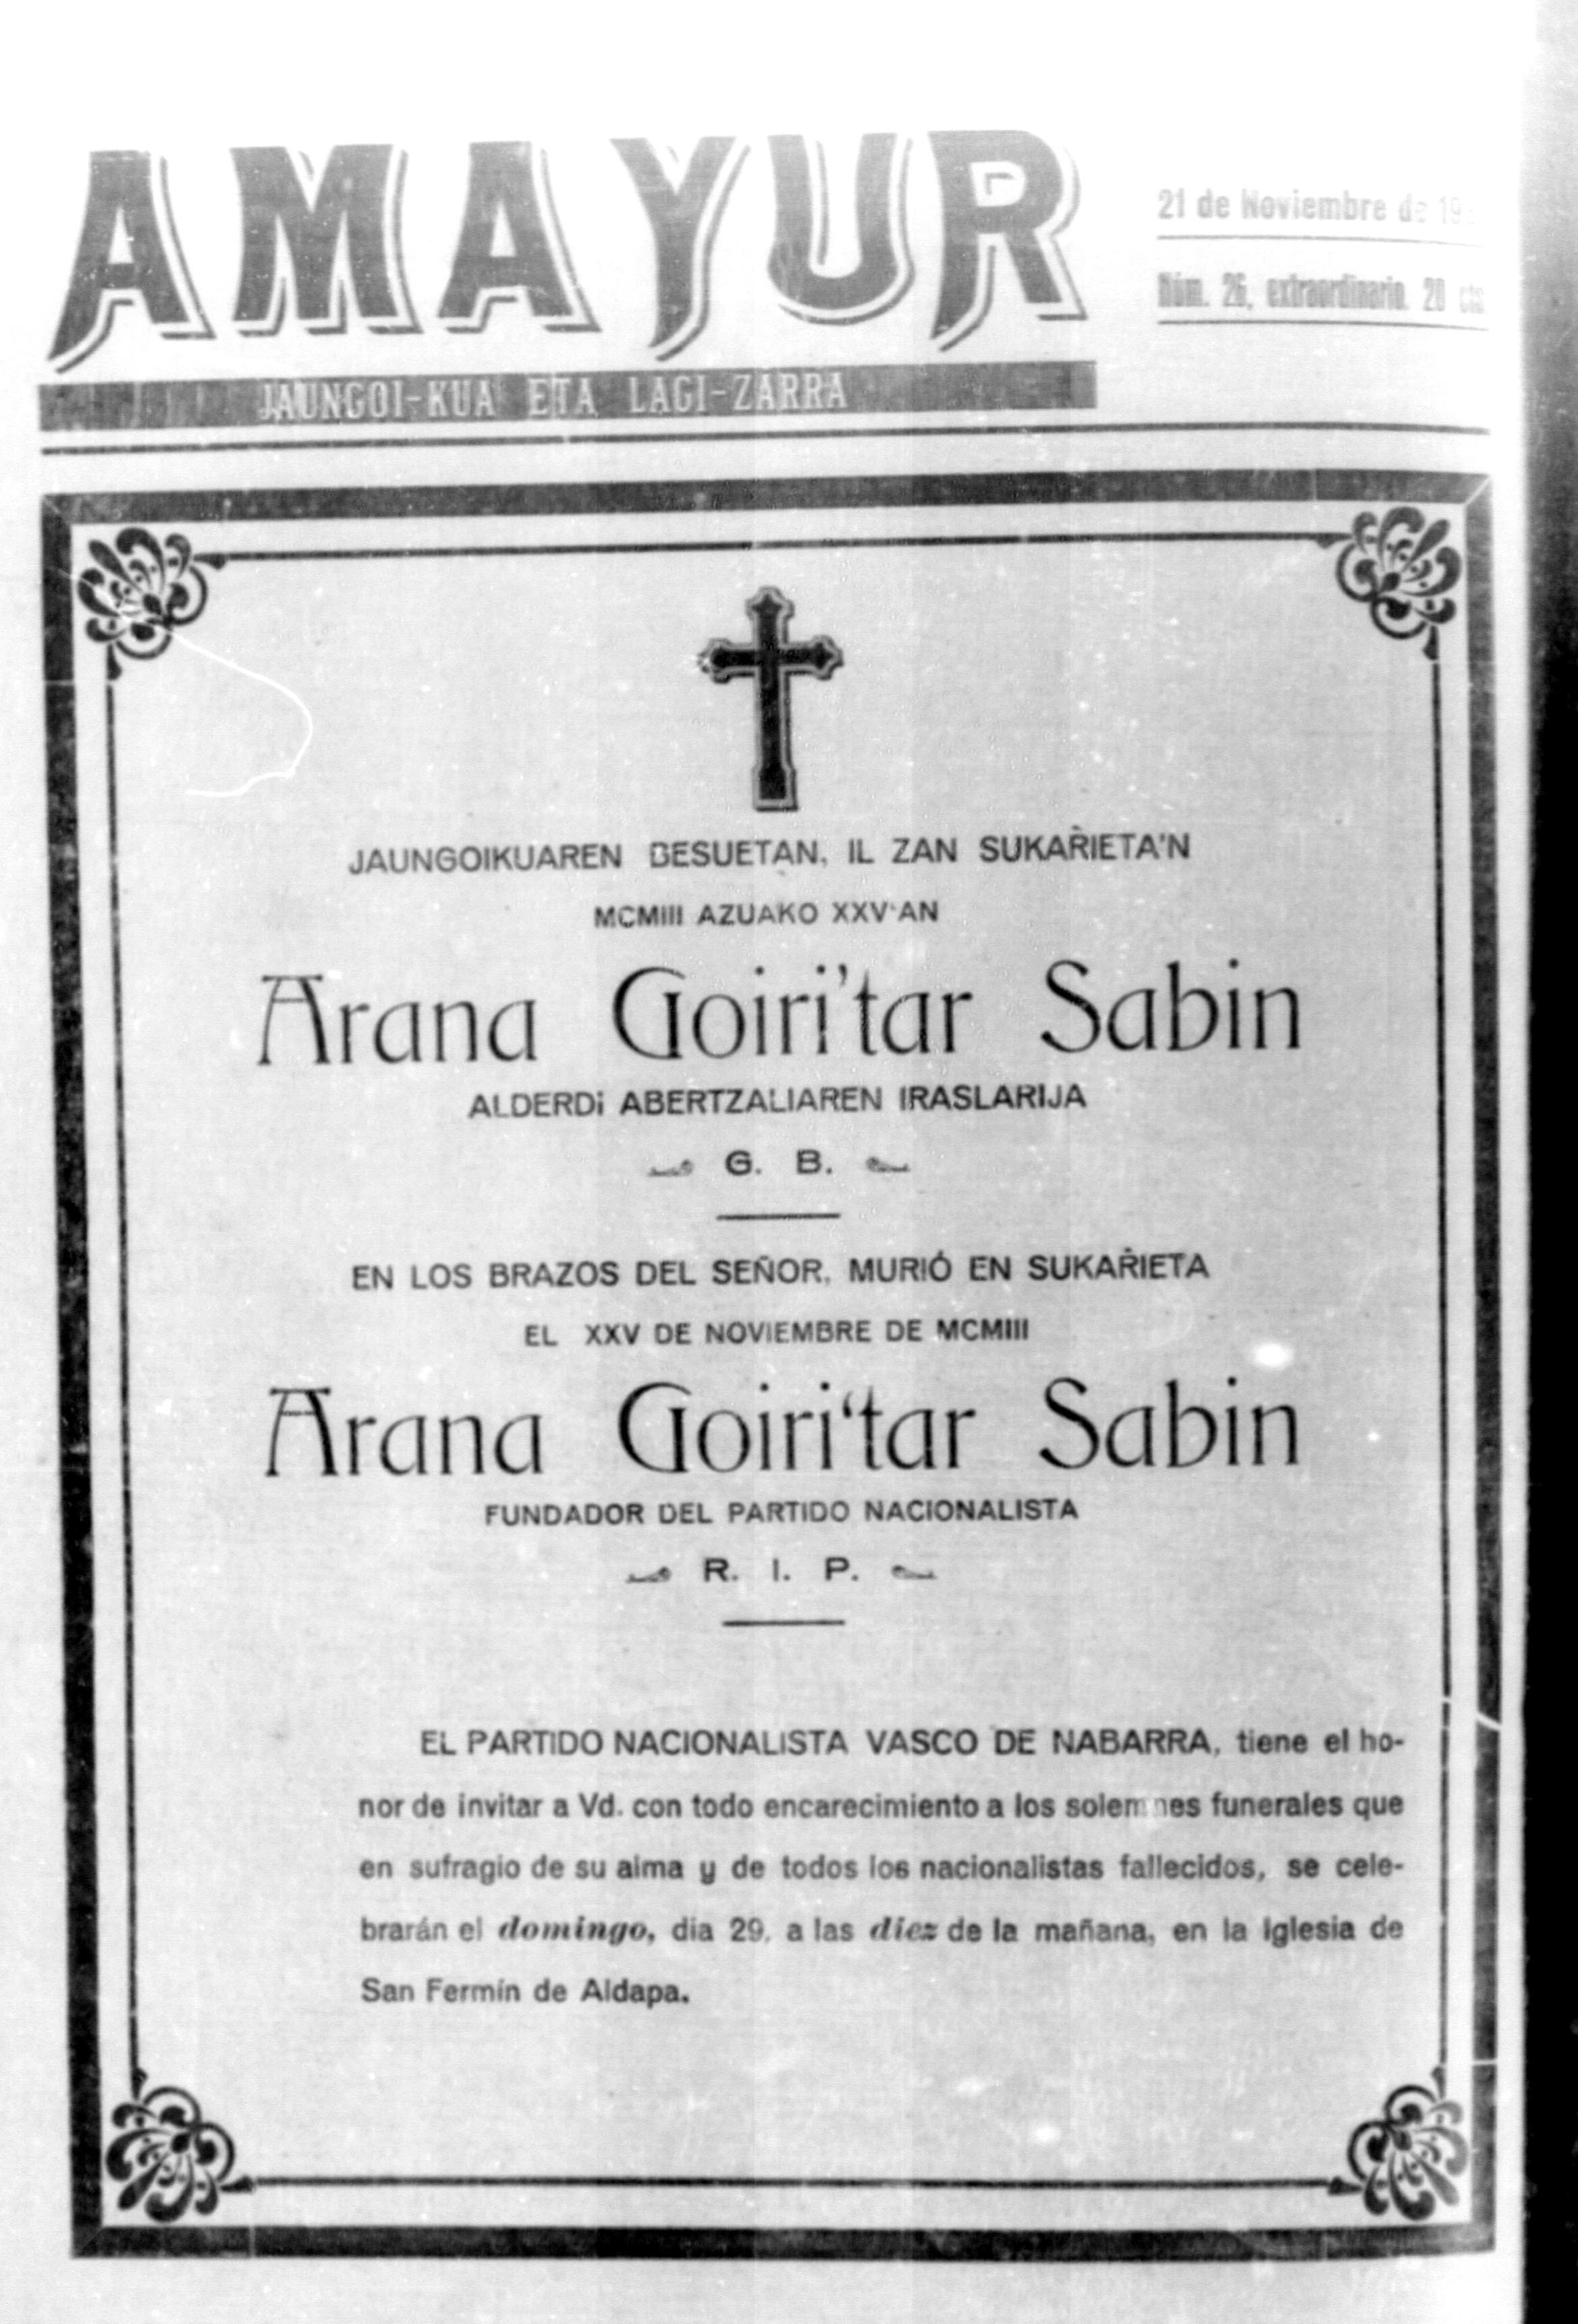 AMAYUR
21 de Noviembre de
Núm. 26, extraordinario. 20 cts
JAUNGOI-KUA ETA LAGI-ZARRA
JAUNGOIKUAREN BESUETAN, IL ZAN SUKAŔIETA'N
MCMIII AZUAKO XXV'AN
Arana Goiri'tar Sabin
ALDERDi ABERTZALIAREN IRASLARIJA
G. B.
EN LOS BRAZOS DEL SEÑOR, MURIÓ EN SUKAŔIETA
EL XXV DE NOVIEMBRE DE MCMIII
Arana Goiri‘tar Sabin
FUNDADOR DEL PARTIDO NACIONALISTA
R. I. P.
EL PARTIDO NACIONALISTA VASCO DE NABARRA, tiene el ho-
nor de invitar a Vd. con todo encarecimiento a los solemnes funerales que
en sufragio de su alma y de todos los nacionalistas fallecidos, se cele-
brarán el domingo, dia 29, a las diez de la mañana, en la Iglesia de
San Fermín de Aldapa.